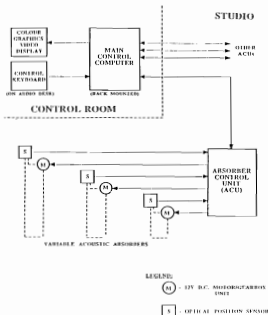 STUDIO
COLOUR
GRAPHICS
VIDEO
DISPLAY
MAIN
CONTROL
COMPUTER
OTHER
ACUs
CONTROL
KEYBOARD
(ON AUDIO DESK)
(RACK MOUNTED)
CONTROL ROOM
S
M
S
M
S
M
ABSORBER
CONTROL
UNIT
(ACU)
VARIABLE ACOUSTIC ABSORBERS
LEGEND:
M - 12V D.C. MOTOR/GEARBOX
UNIT
S - OPTICAL POSITION SENSOR